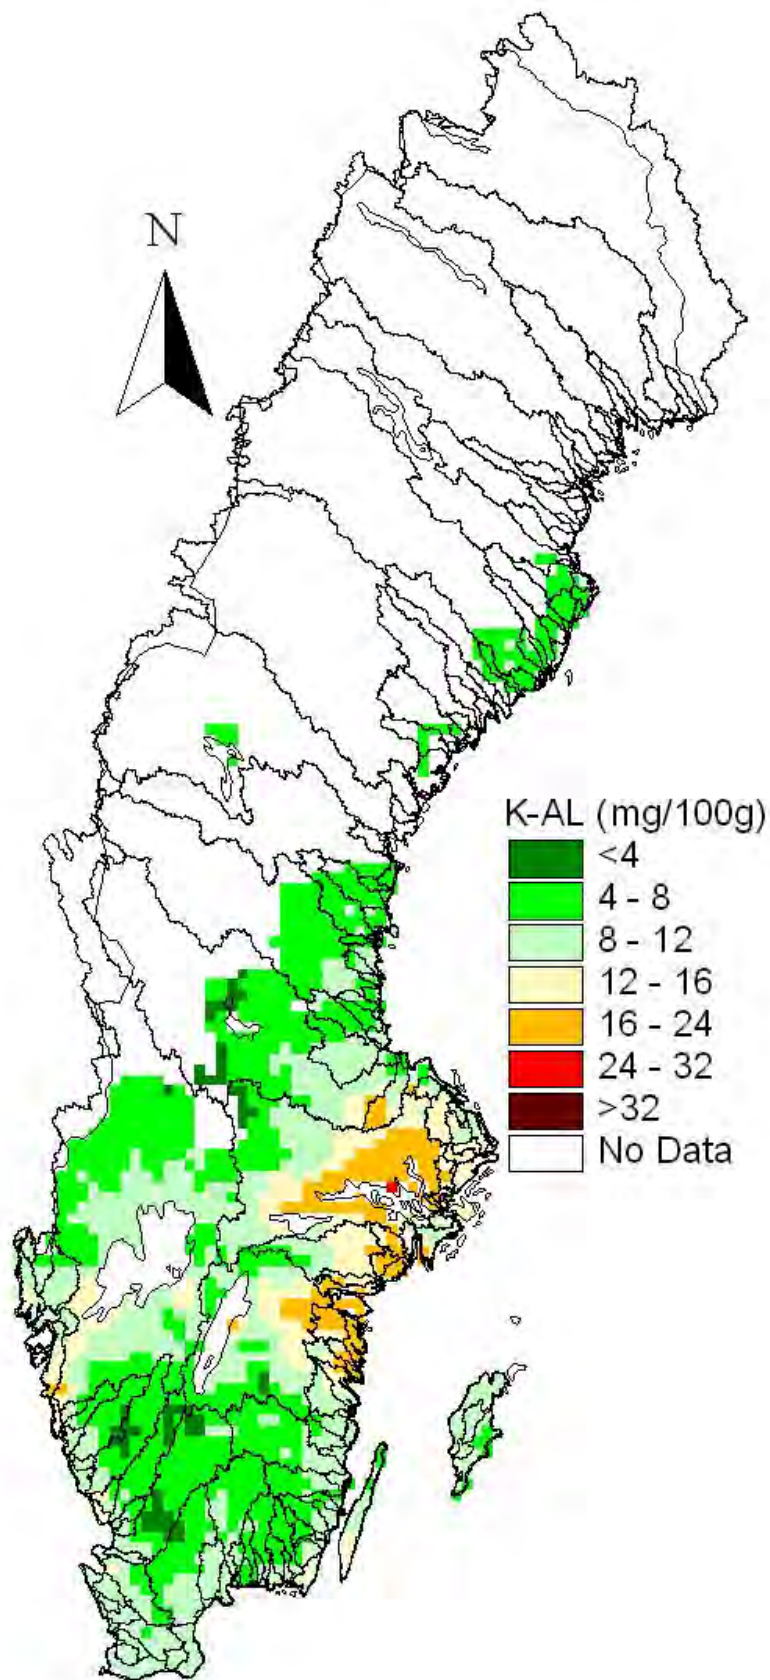 N
K-AL (mg/100g)
<4
4 - 8
8 - 12
12 - 16
16 - 24
24 - 32
>32
No Data